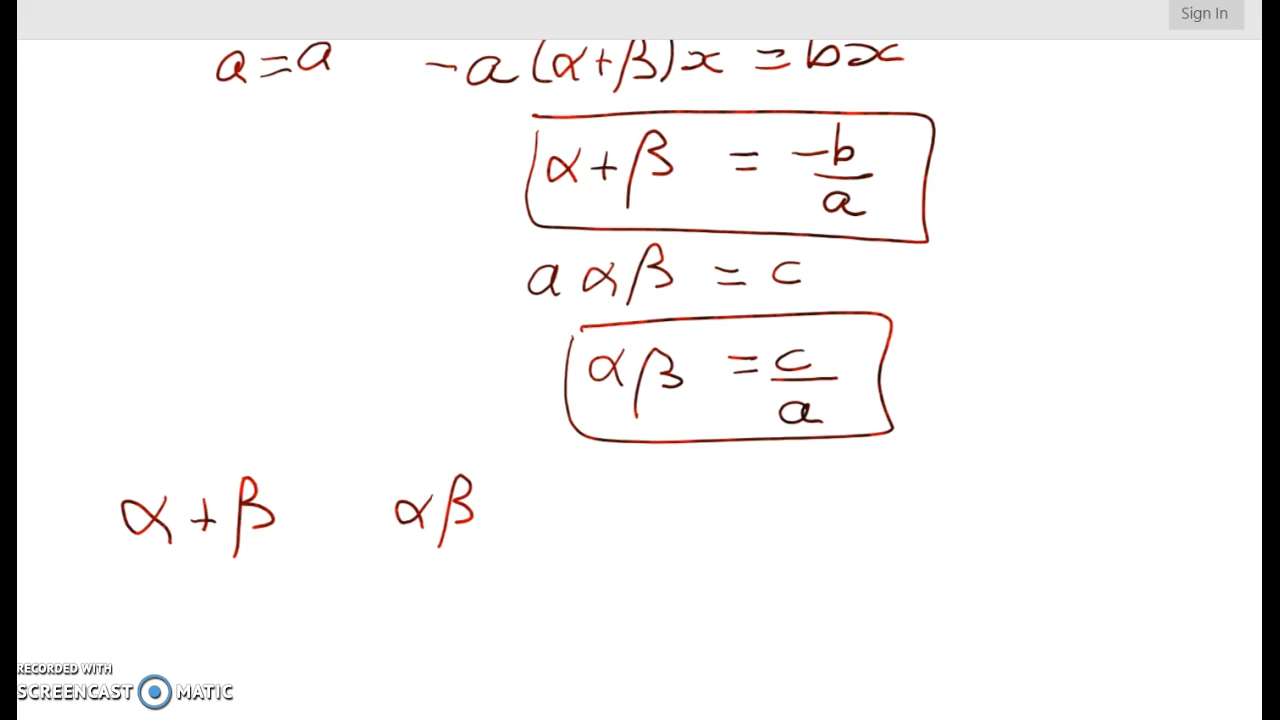 Sign In
a = a   -a(α+β)x = bx
α+β = -b/a
aαβ = c
αβ = c/a
α+β   αβ
RECORDED WITH
SCREENCAST MATIC